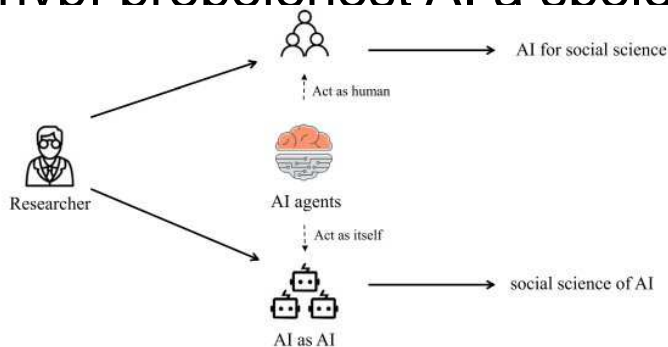 AI for social science
Act as human
Researcher
AI agents
Act as itself
social science of AI
AI as AI